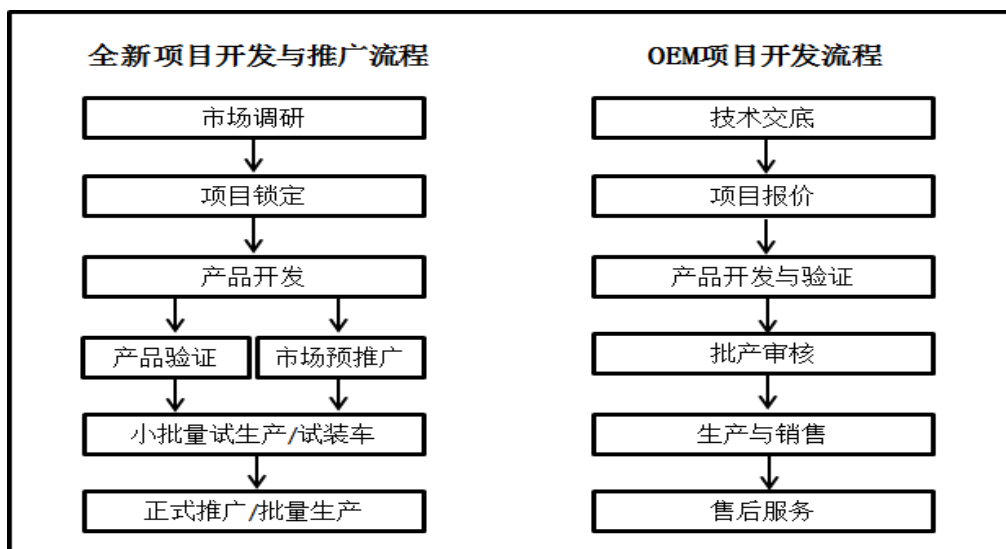 全新项目开发与推广流程
市场调研
项目锁定
产品开发
产品验证
市场预推广
小批量试生产/试装车
正式推广/批量生产
OEM项目开发流程
技术交底
项目报价
产品开发与验证
批产审核
生产与销售
售后服务